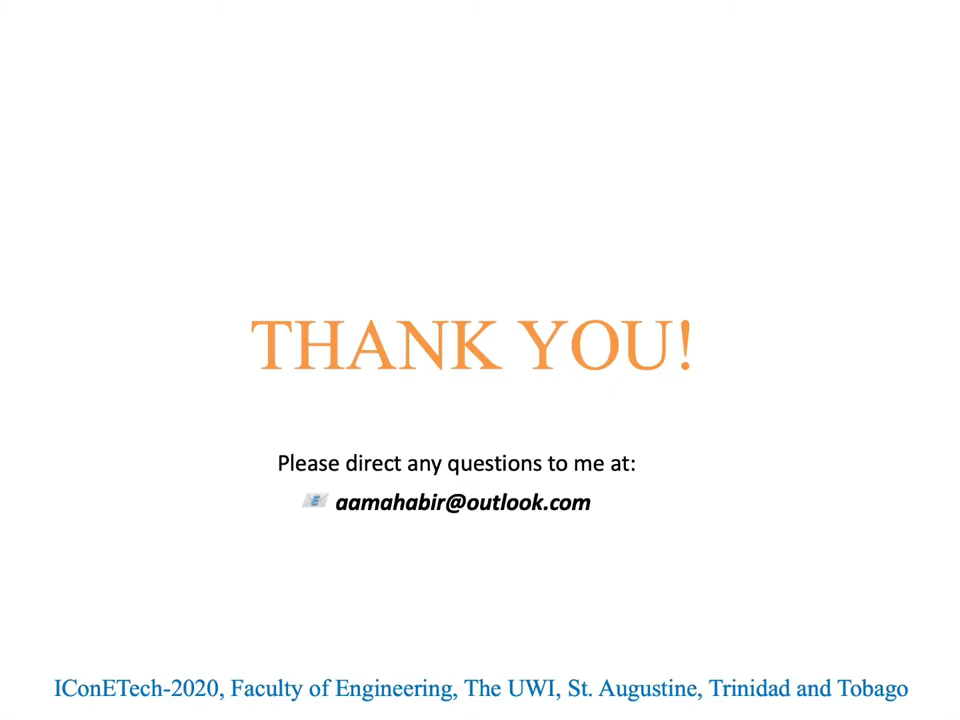 THANK YOU!
Please direct any questions to me at:
aamahabir@outlook.com
IConETech-2020, Faculty of Engineering, The UWI, St. Augustine, Trinidad and Tobago